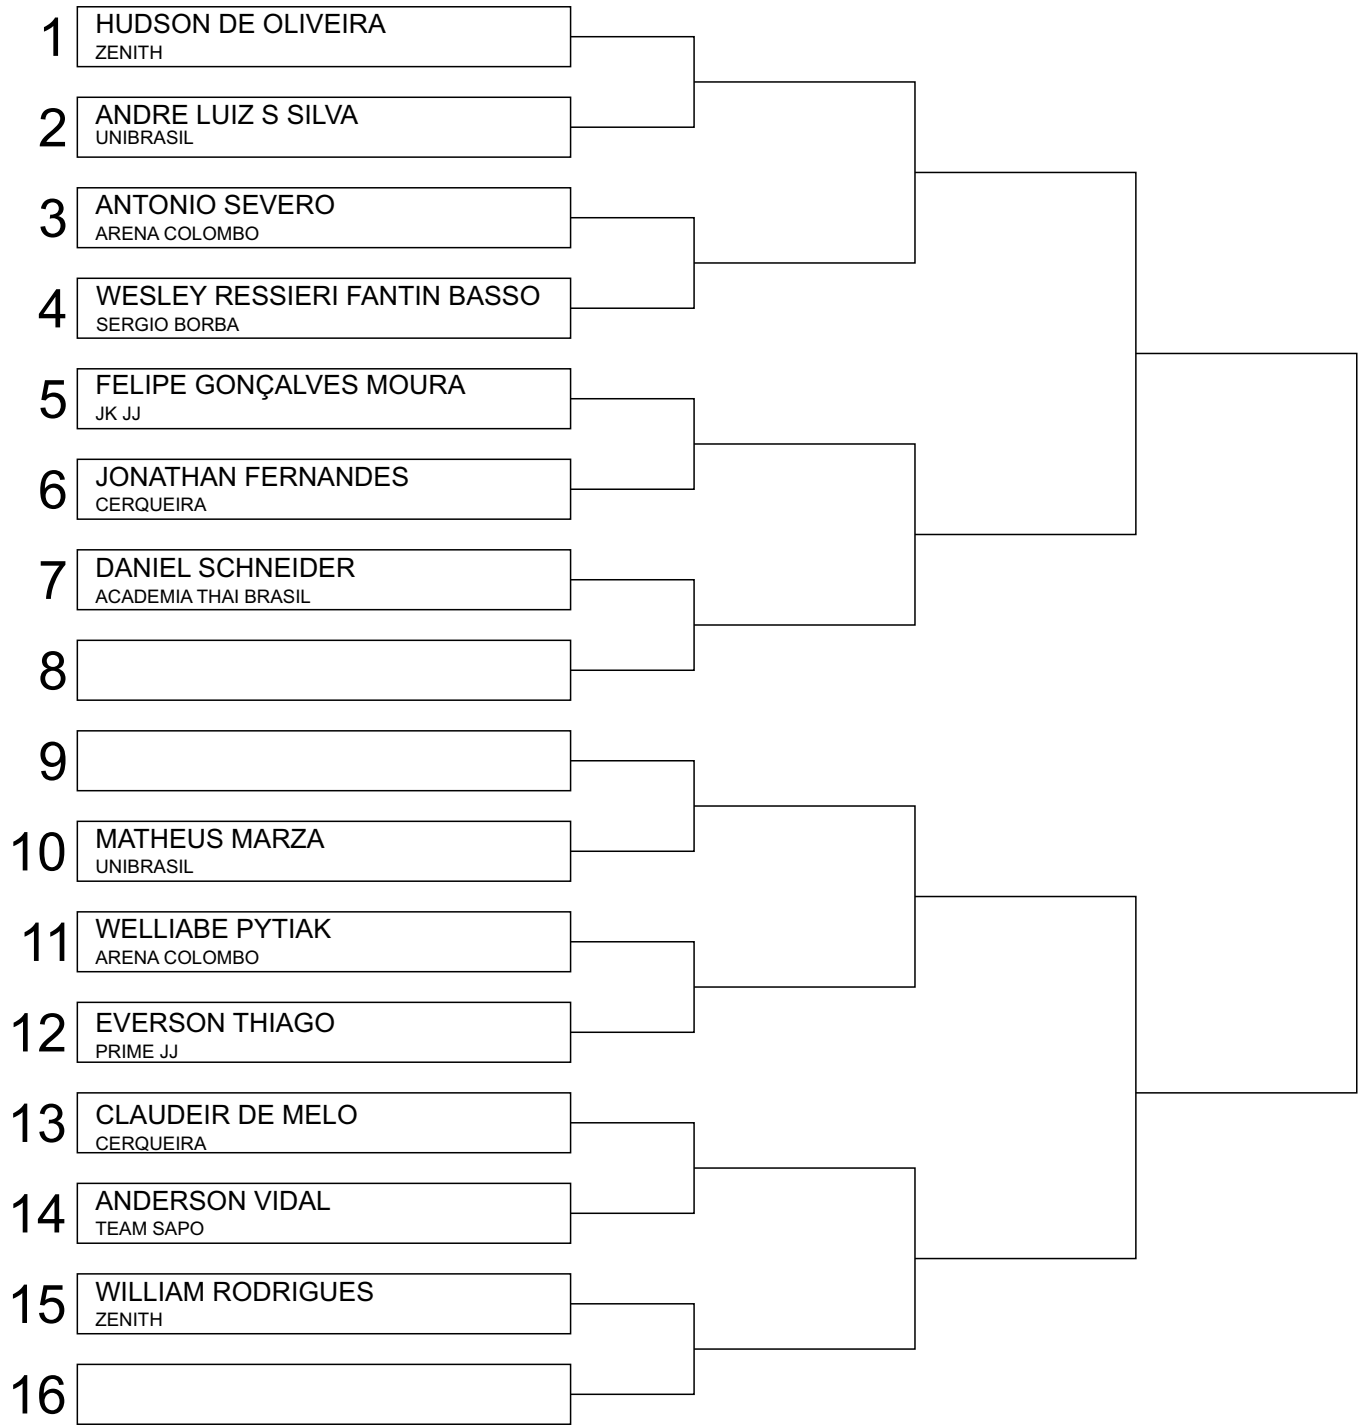 1
HUDSON DE OLIVEIRA
ZENITH
2
ANDRE LUIZ S SILVA
UNIBRASIL
3
ANTONIO SEVERO
ARENA COLOMBO
4
WESLEY RESSIERI FANTIN BASSO
SERGIO BORBA
5
FELIPE GONÇALVES MOURA
JK JJ
6
JONATHAN FERNANDES
CERQUEIRA
7
DANIEL SCHNEIDER
ACADEMIA THAI BRASIL
8
9
10
MATHEUS MARZA
UNIBRASIL
11
WELLIABE PYTIAK
ARENA COLOMBO
12
EVERSON THIAGO
PRIME JJ
13
CLAUDEIR DE MELO
CERQUEIRA
14
ANDERSON VIDAL
TEAM SAPO
15
WILLIAM RODRIGUES
ZENITH
16